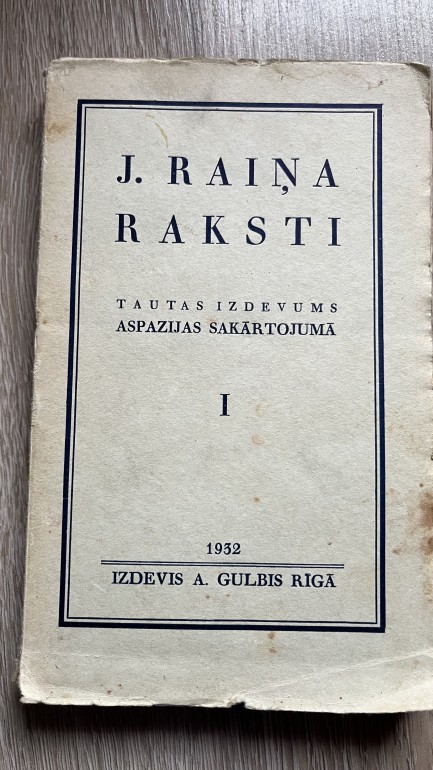 J. RAIŅA
RAKSTI
TAUTAS IZDEVUMS
ASPAZIJAS SAKĀRTOJUMĀ
I
1932
IZDEVIS A. GULBIS RĪGĀ